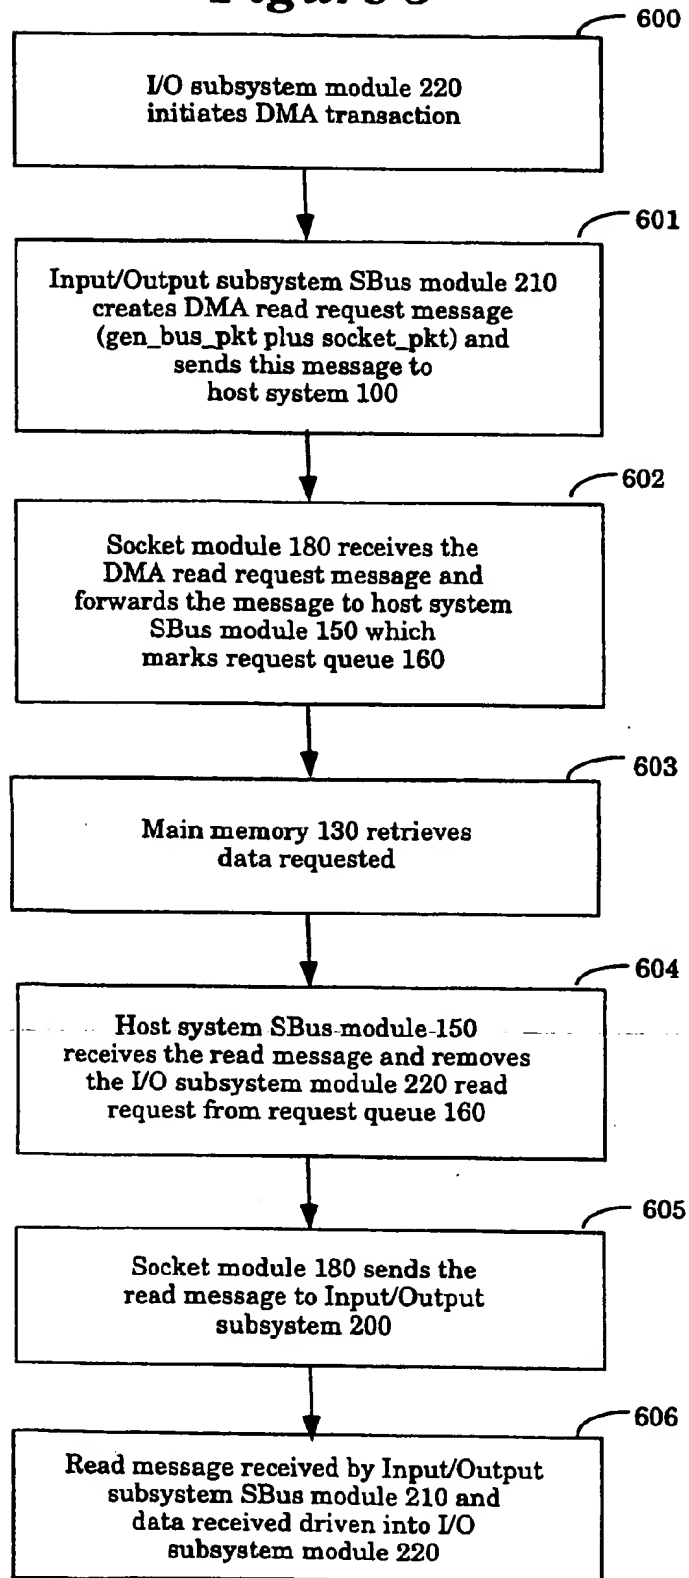 600
I/O subsystem module 220
initiates DMA transaction
601
Input/Output subsystem SBus module 210
creates DMA read request message
(gen_bus_pkt plus socket_pkt) and
sends this message to
host system 100
602
Socket module 180 receives the
DMA read request message and
forwards the message to host system
SBus module 150 which
marks request queue 160
603
Main memory 130 retrieves
data requested
604
Host system SBus module 150
receives the read message and removes
the I/O subsystem module 220 read
request from request queue 160
605
Socket module 180 sends the
read message to Input/Output
subsystem 200
606
Read message received by Input/Output
subsystem SBus module 210 and
data received driven into I/O
subsystem module 220